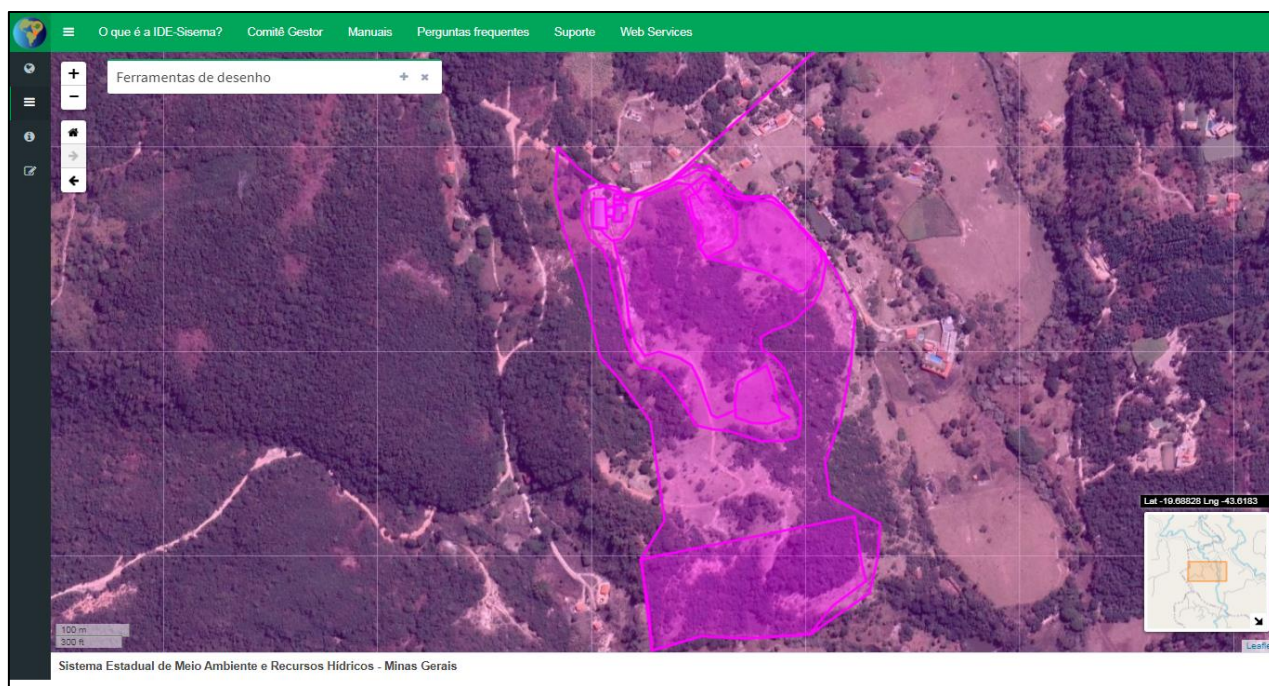 O que é a IDE-Sisema? Comitê Gestor Manuais Perguntas frequentes Suporte Web Services
Ferramentas de desenho
Lat -19.68828 Lng -43.6183
100 m
300 ft
Leafle
Sistema Estadual de Meio Ambiente e Recursos Hídricos - Minas Gerais